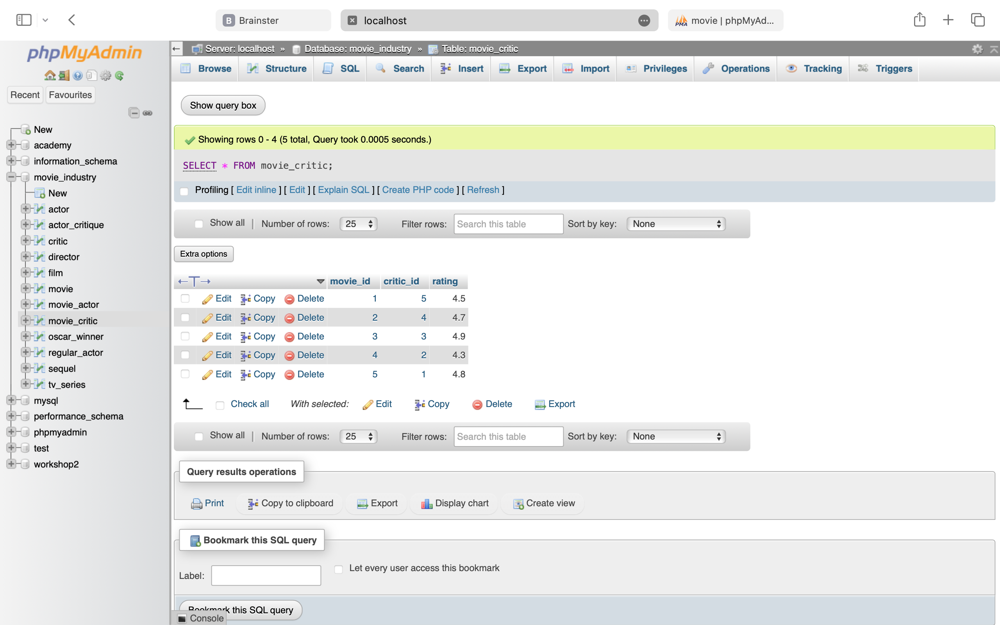 B Brainster
localhost
PMA movie | phpMyAd...
phpMyAdmin
Recent Favourites
New
academy
information_schema
movie_industry
New
actor
actor_critique
critic
director
film
movie
movie_actor
movie_critic
oscar_winner
regular_actor
sequel
tv_series
mysql
performance_schema
phpmyadmin
test
workshop2
Server: localhost » Database: movie_industry » Table: movie_critic
Browse Structure SQL Search Insert Export Import Privileges Operations Tracking Triggers
Show query box
Showing rows 0 - 4 (5 total, Query took 0.0005 seconds.)
SELECT * FROM movie_critic;
Profiling [ Edit inline ] [ Edit ] [ Explain SQL ] [ Create PHP code ] [ Refresh ]
Show all | Number of rows: 25 Filter rows: Search this table Sort by key: None
Extra options
←T→ movie_id critic_id rating
Edit Copy Delete 1 5 4.5
Edit Copy Delete 2 4 4.7
Edit Copy Delete 3 3 4.9
Edit Copy Delete 4 2 4.3
Edit Copy Delete 5 1 4.8
Check all With selected: Edit Copy Delete Export
Show all | Number of rows: 25 Filter rows: Search this table Sort by key: None
Query results operations
Print Copy to clipboard Export Display chart Create view
Bookmark this SQL query
Label: Let every user access this bookmark
Bookmark this SQL query
Console